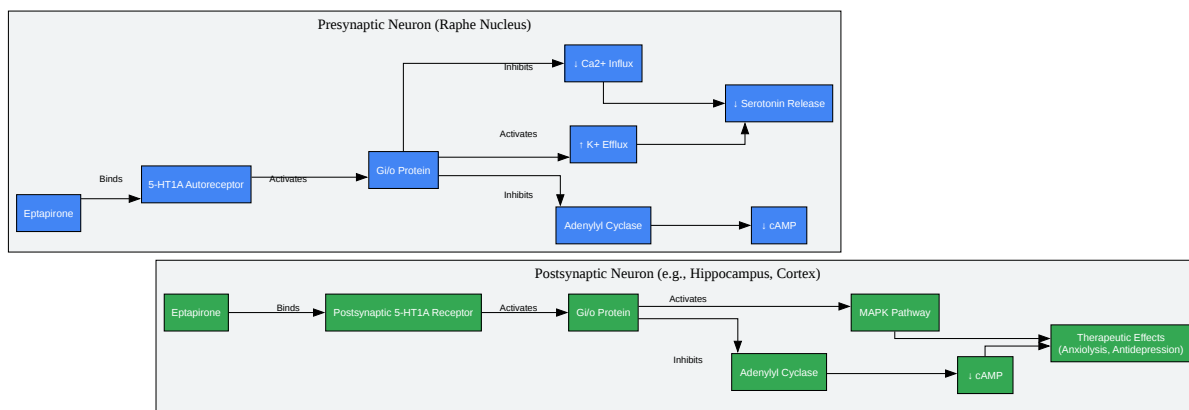 Presynaptic Neuron (Raphe Nucleus)
↓ Ca2+ Influx
Inhibits
↓ Serotonin Release
Activates
↑ K+ Efflux
Gi/o Protein
Binds
5-HT1A Autoreceptor
Activates
Inhibits
Eptapirone
Adenylyl Cyclase
↓ cAMP
Postsynaptic Neuron (e.g., Hippocampus, Cortex)
Eptapirone
Binds
Postsynaptic 5-HT1A Receptor
Activates
Gi/o Protein
Activates
MAPK Pathway
Therapeutic Effects
(Anxiolysis, Antidepression)
Inhibits
Adenylyl Cyclase
↓ cAMP